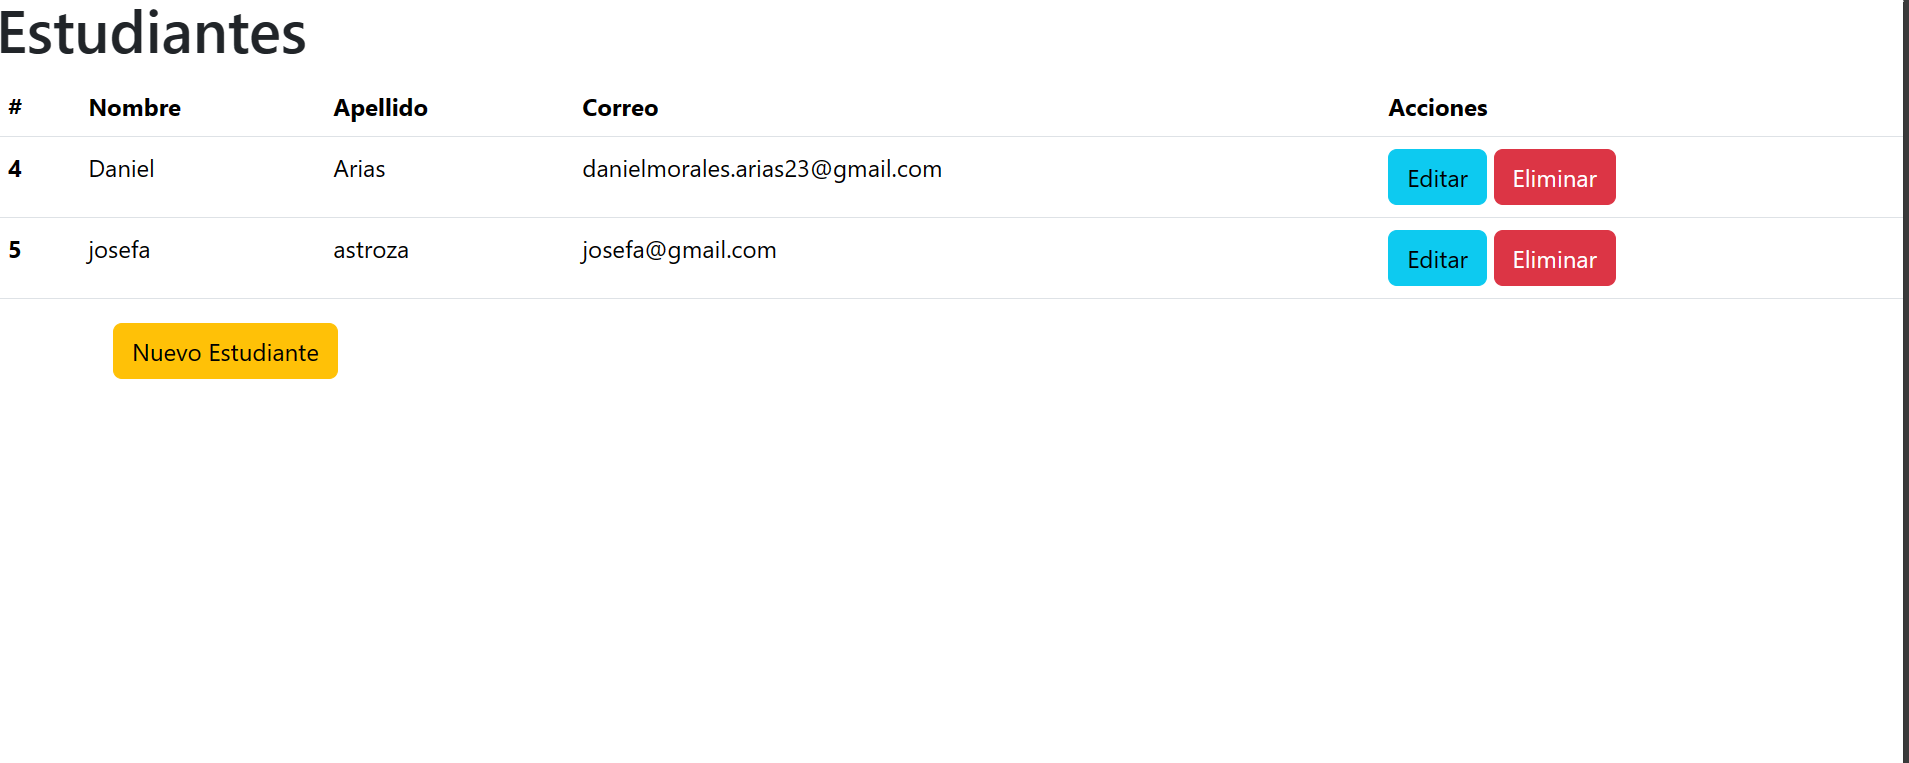 Estudiantes
# Nombre Apellido Correo Acciones
4 Daniel Arias danielmorales.arias23@gmail.com Editar Eliminar
5 josefa astroza josefa@gmail.com Editar Eliminar
Nuevo Estudiante